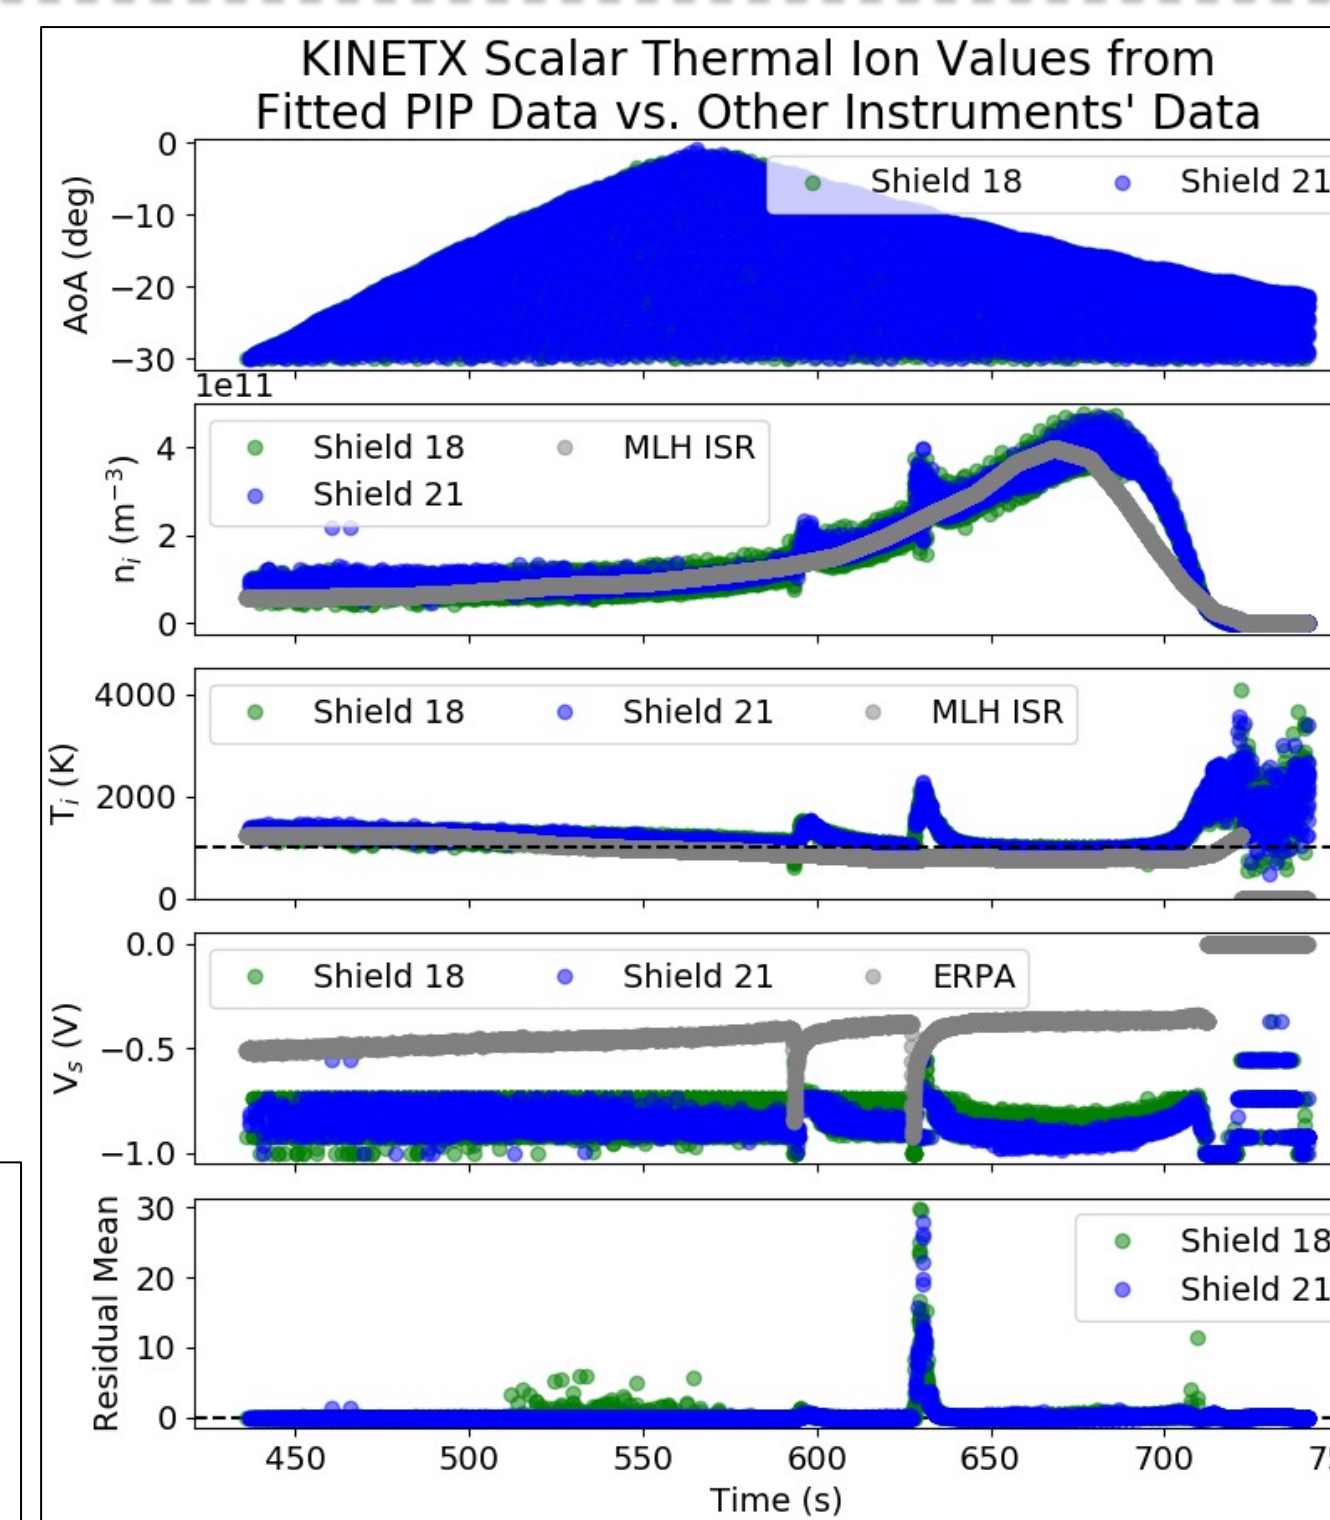 KINETX Scalar Thermal Ion Values from
Fitted PIP Data vs. Other Instruments' Data
AoA (deg)
0
−10
−20
−30
Shield 18
Shield 21
1e11
nᵢ (m⁻³)
4
2
0
Shield 18
MLH ISR
Shield 21
Tᵢ (K)
4000
2000
0
Shield 18
Shield 21
MLH ISR
Vₛ (V)
0.0
−0.5
−1.0
Shield 18
Shield 21
ERPA
Residual Mean
30
20
10
0
Shield 18
Shield 21
450
500
550
600
650
700
Time (s)